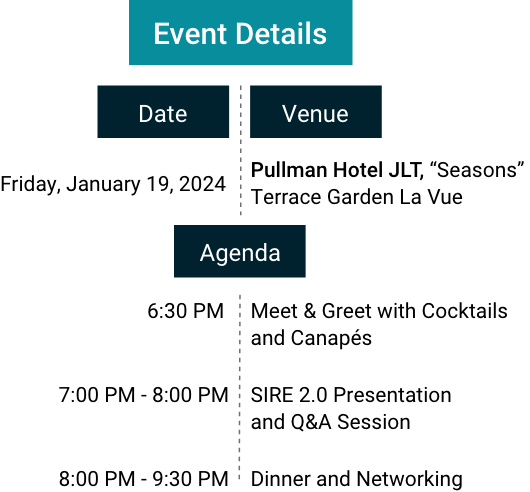 Event Details
Date
Venue
Friday, January 19, 2024
Pullman Hotel JLT, “Seasons”
Terrace Garden La Vue
Agenda
6:30 PM
Meet & Greet with Cocktails
and Canapés
7:00 PM - 8:00 PM
SIRE 2.0 Presentation
and Q&A Session
8:00 PM - 9:30 PM
Dinner and Networking